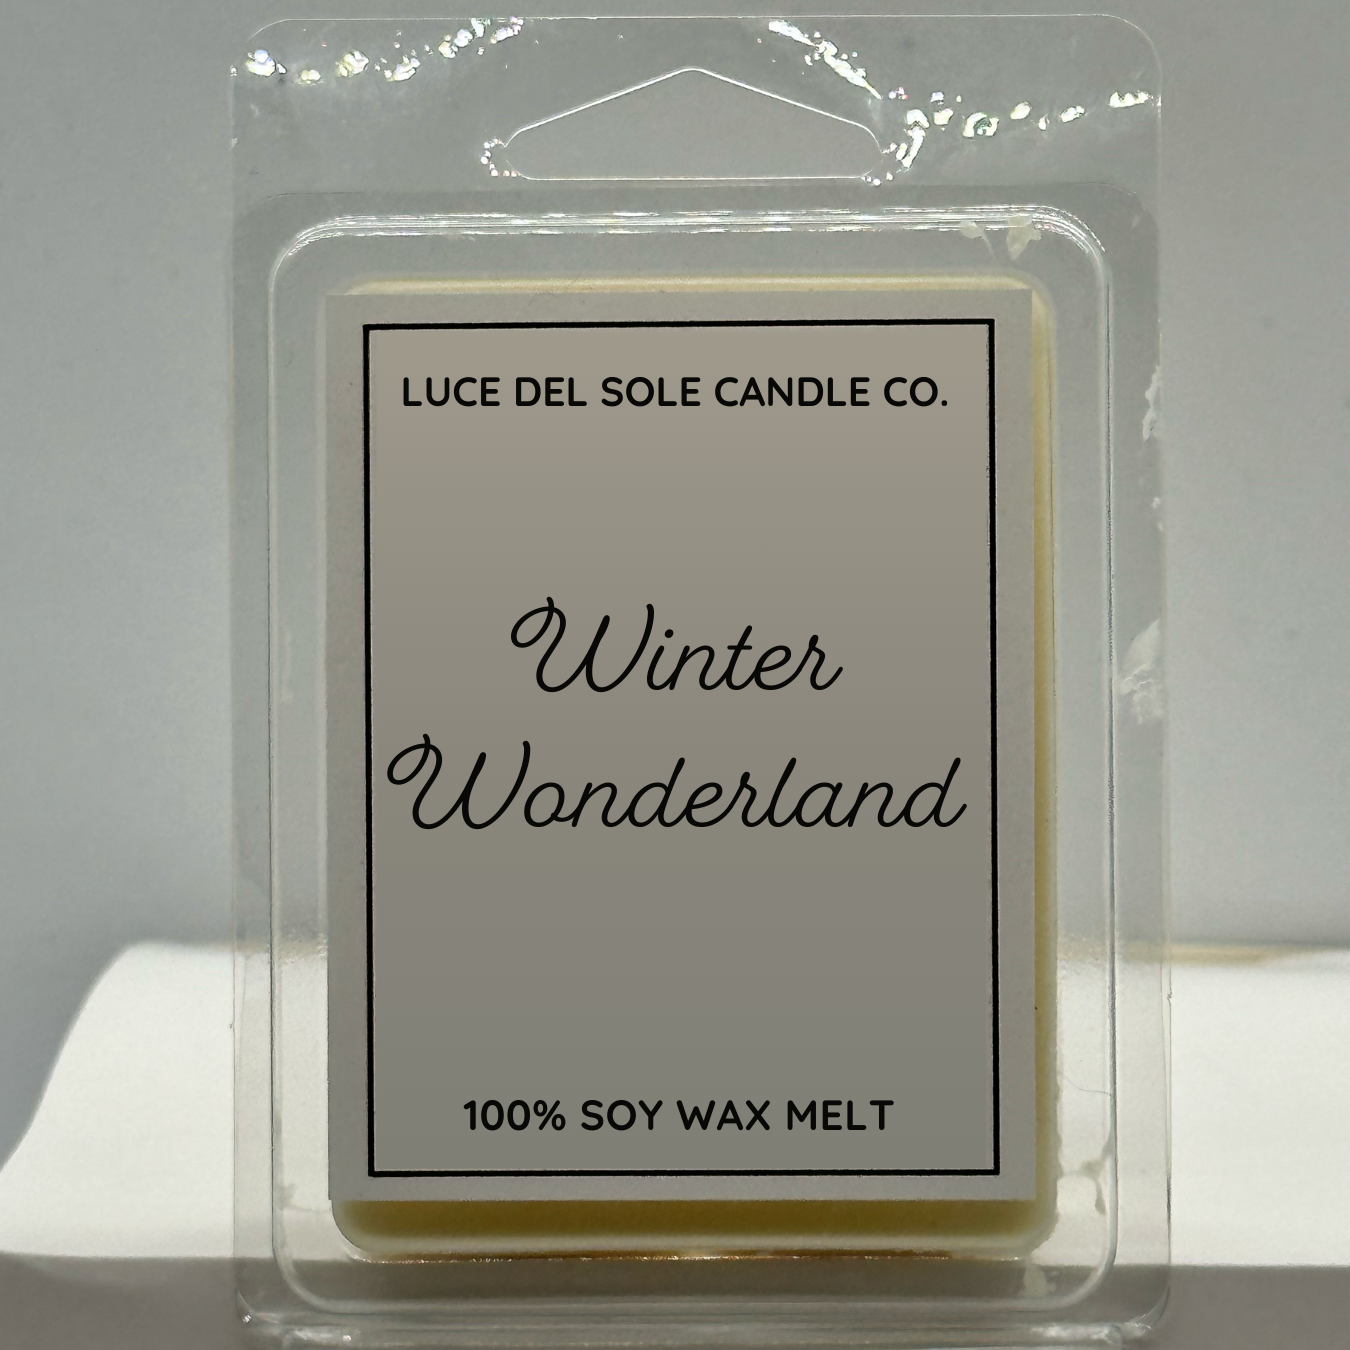 LUCE DEL SOLE CANDLE CO.
Winter
Wonderland
100% SOY WAX MELT